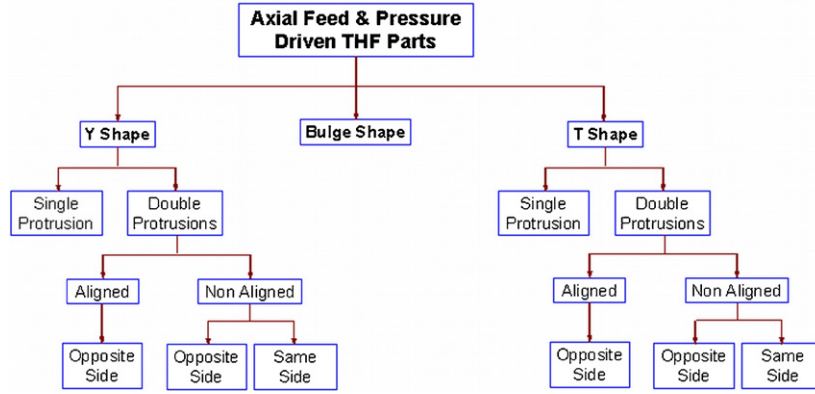 Axial Feed & Pressure
Driven THF Parts
Y Shape
Bulge Shape
T Shape
Single
Protrusion
Double
Protrusions
Single
Protrusion
Double
Protrusions
Aligned
Non Aligned
Aligned
Non Aligned
Opposite
Side
Opposite
Side
Same
Side
Opposite
Side
Opposite
Side
Same
Side